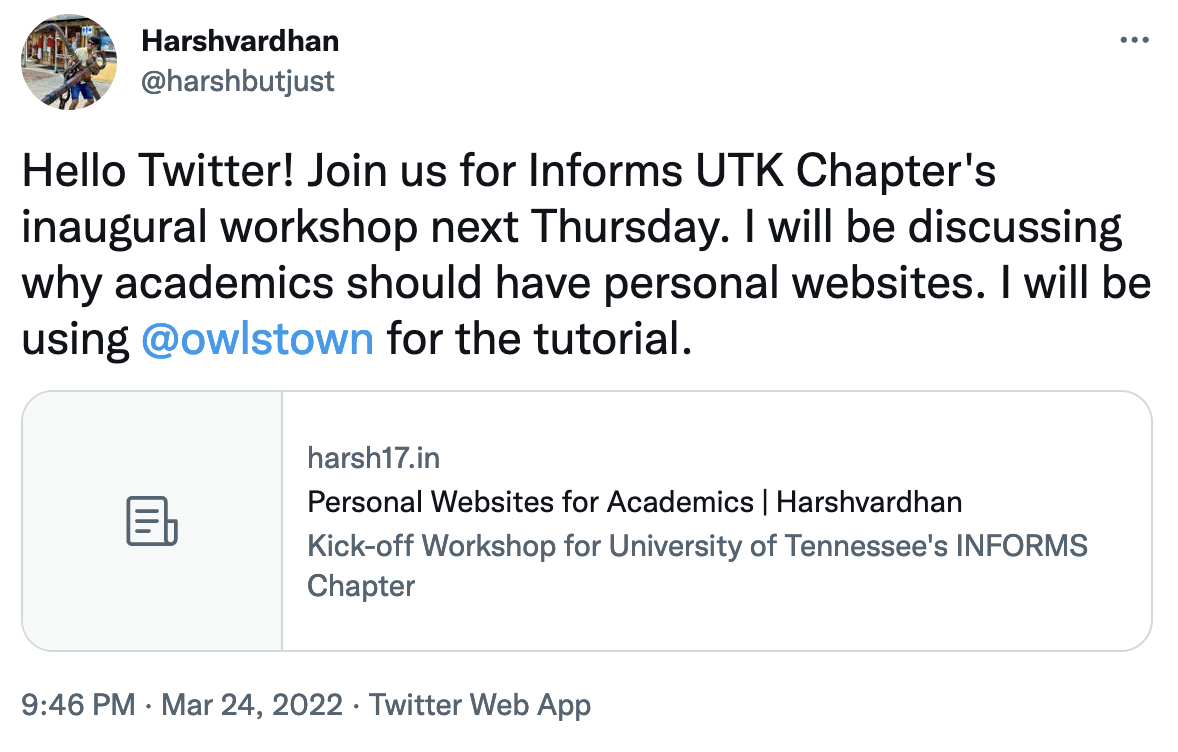 Harshvardhan
@harshbutjust
Hello Twitter! Join us for Informs UTK Chapter's
inaugural workshop next Thursday. I will be discussing
why academics should have personal websites. I will be
using @owlstown for the tutorial.
harsh17.in
Personal Websites for Academics | Harshvardhan
Kick-off Workshop for University of Tennessee's INFORMS
Chapter
9:46 PM · Mar 24, 2022 · Twitter Web App